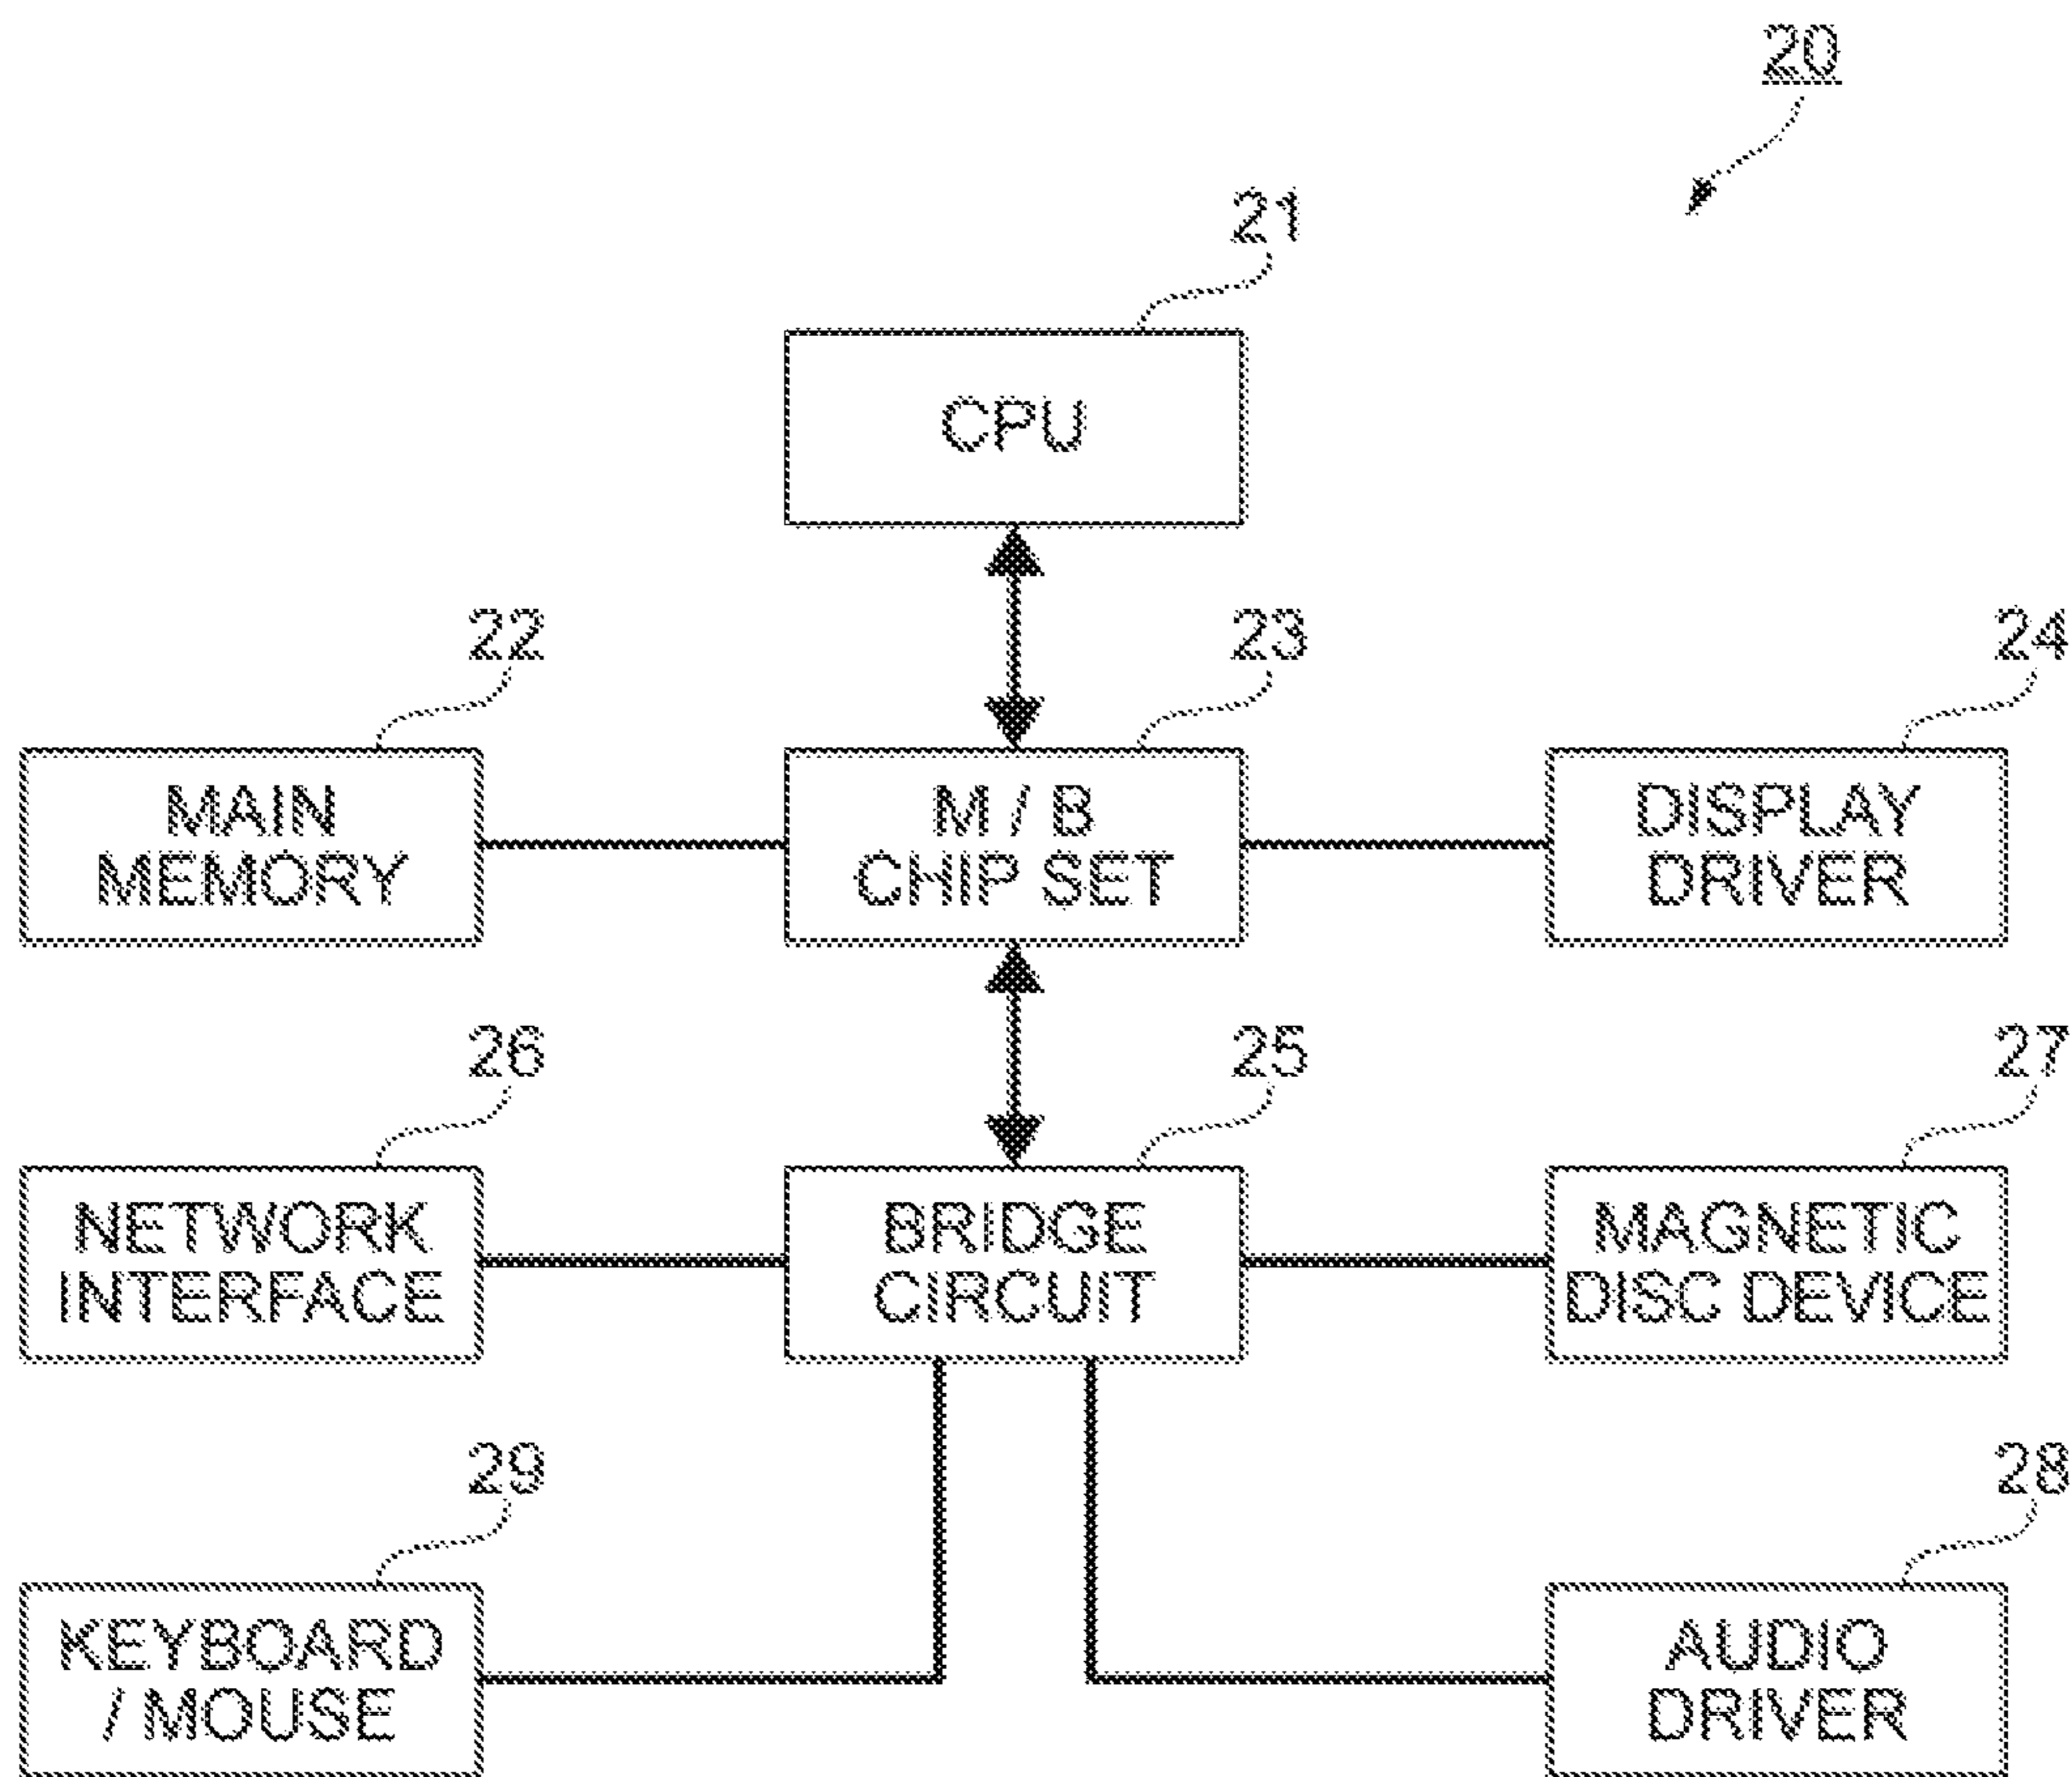 20
21
CPU
22
23
24
MAIN
MEMORY
M / B
CHIP SET
DISPLAY
DRIVER
26
25
27
NETWORK
INTERFACE
BRIDGE
CIRCUIT
MAGNETIC
DISC DEVICE
29
28
KEYBOARD
/ MOUSE
AUDIO
DRIVER